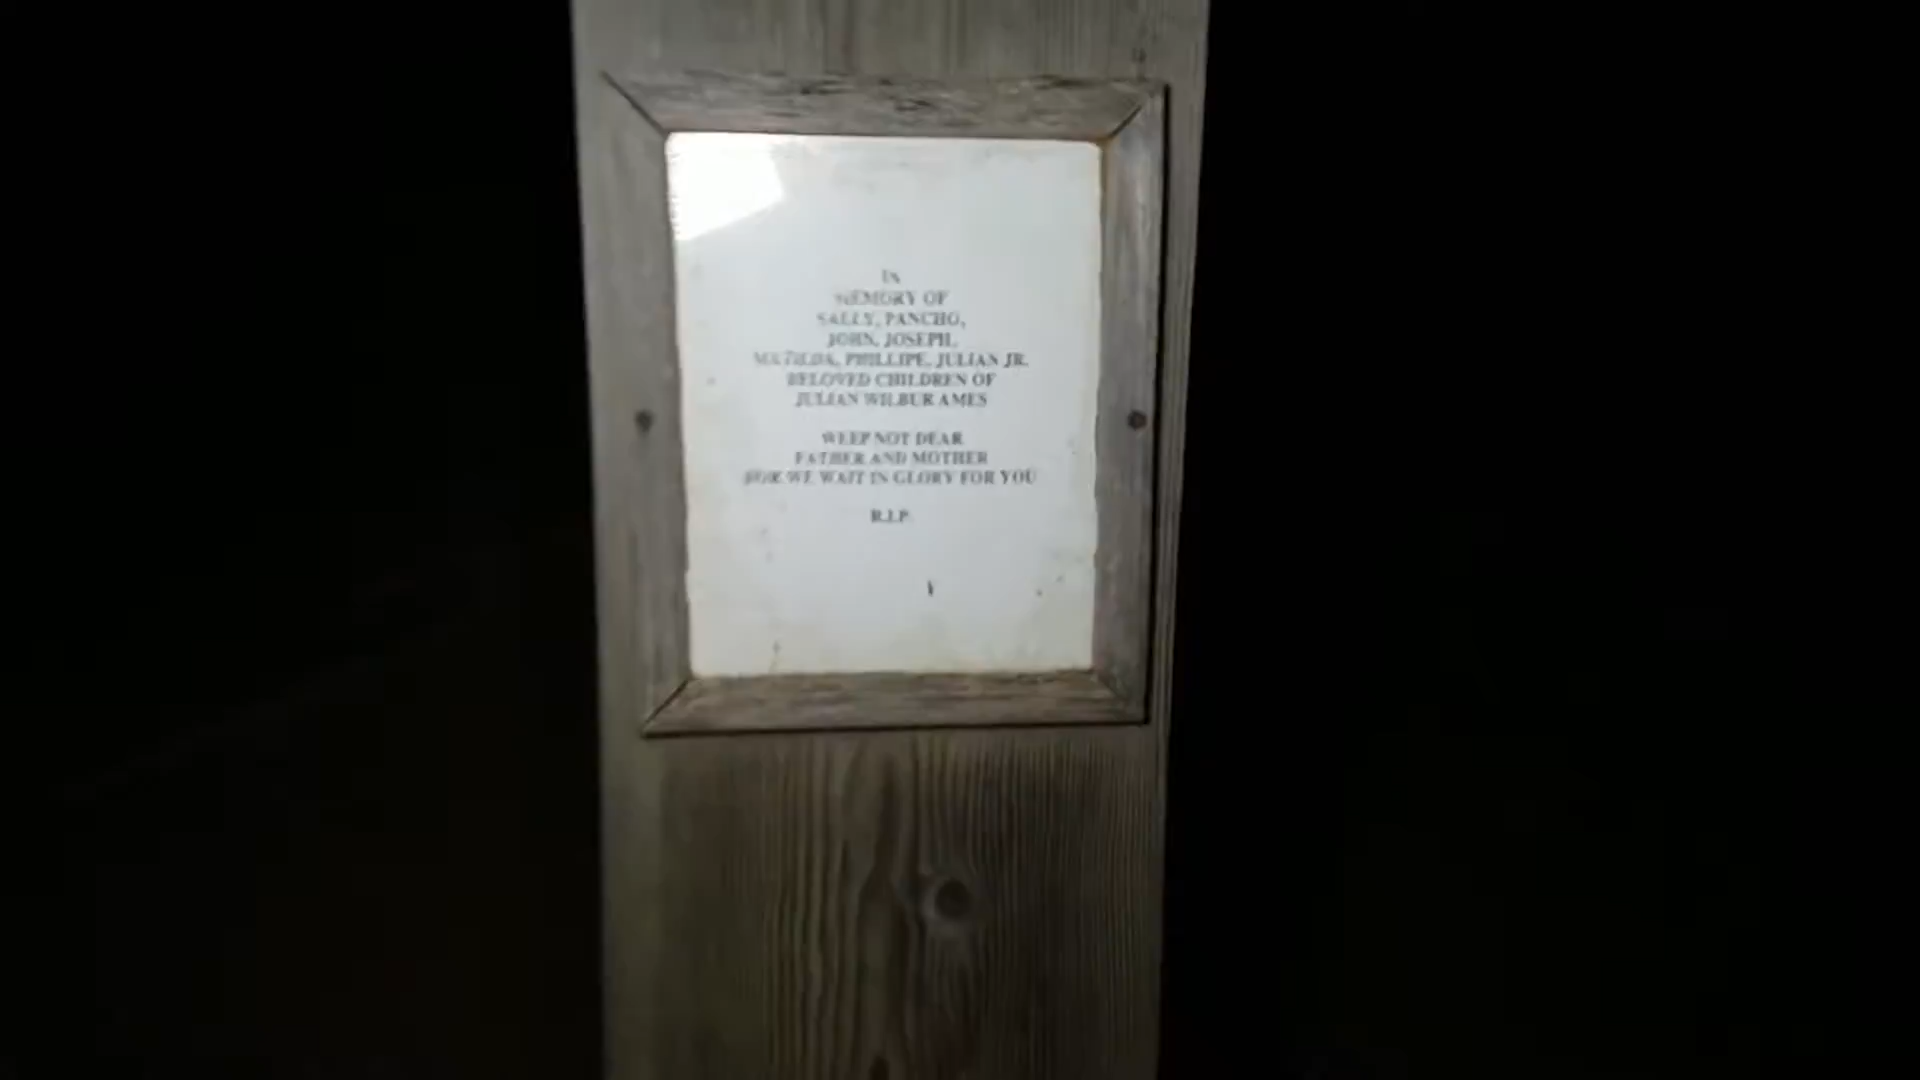 IN
MEMORY OF
SALLY, PANCHO,
JOHN, JOSEPH,
MATILDA, PHILLIPE, JULIAN JR.
BELOVED CHILDREN OF
JULIAN WILBUR AMES
WEEP NOT DEAR
FATHER AND MOTHER
FOR WE WAIT IN GLORY FOR YOU
R.I.P.